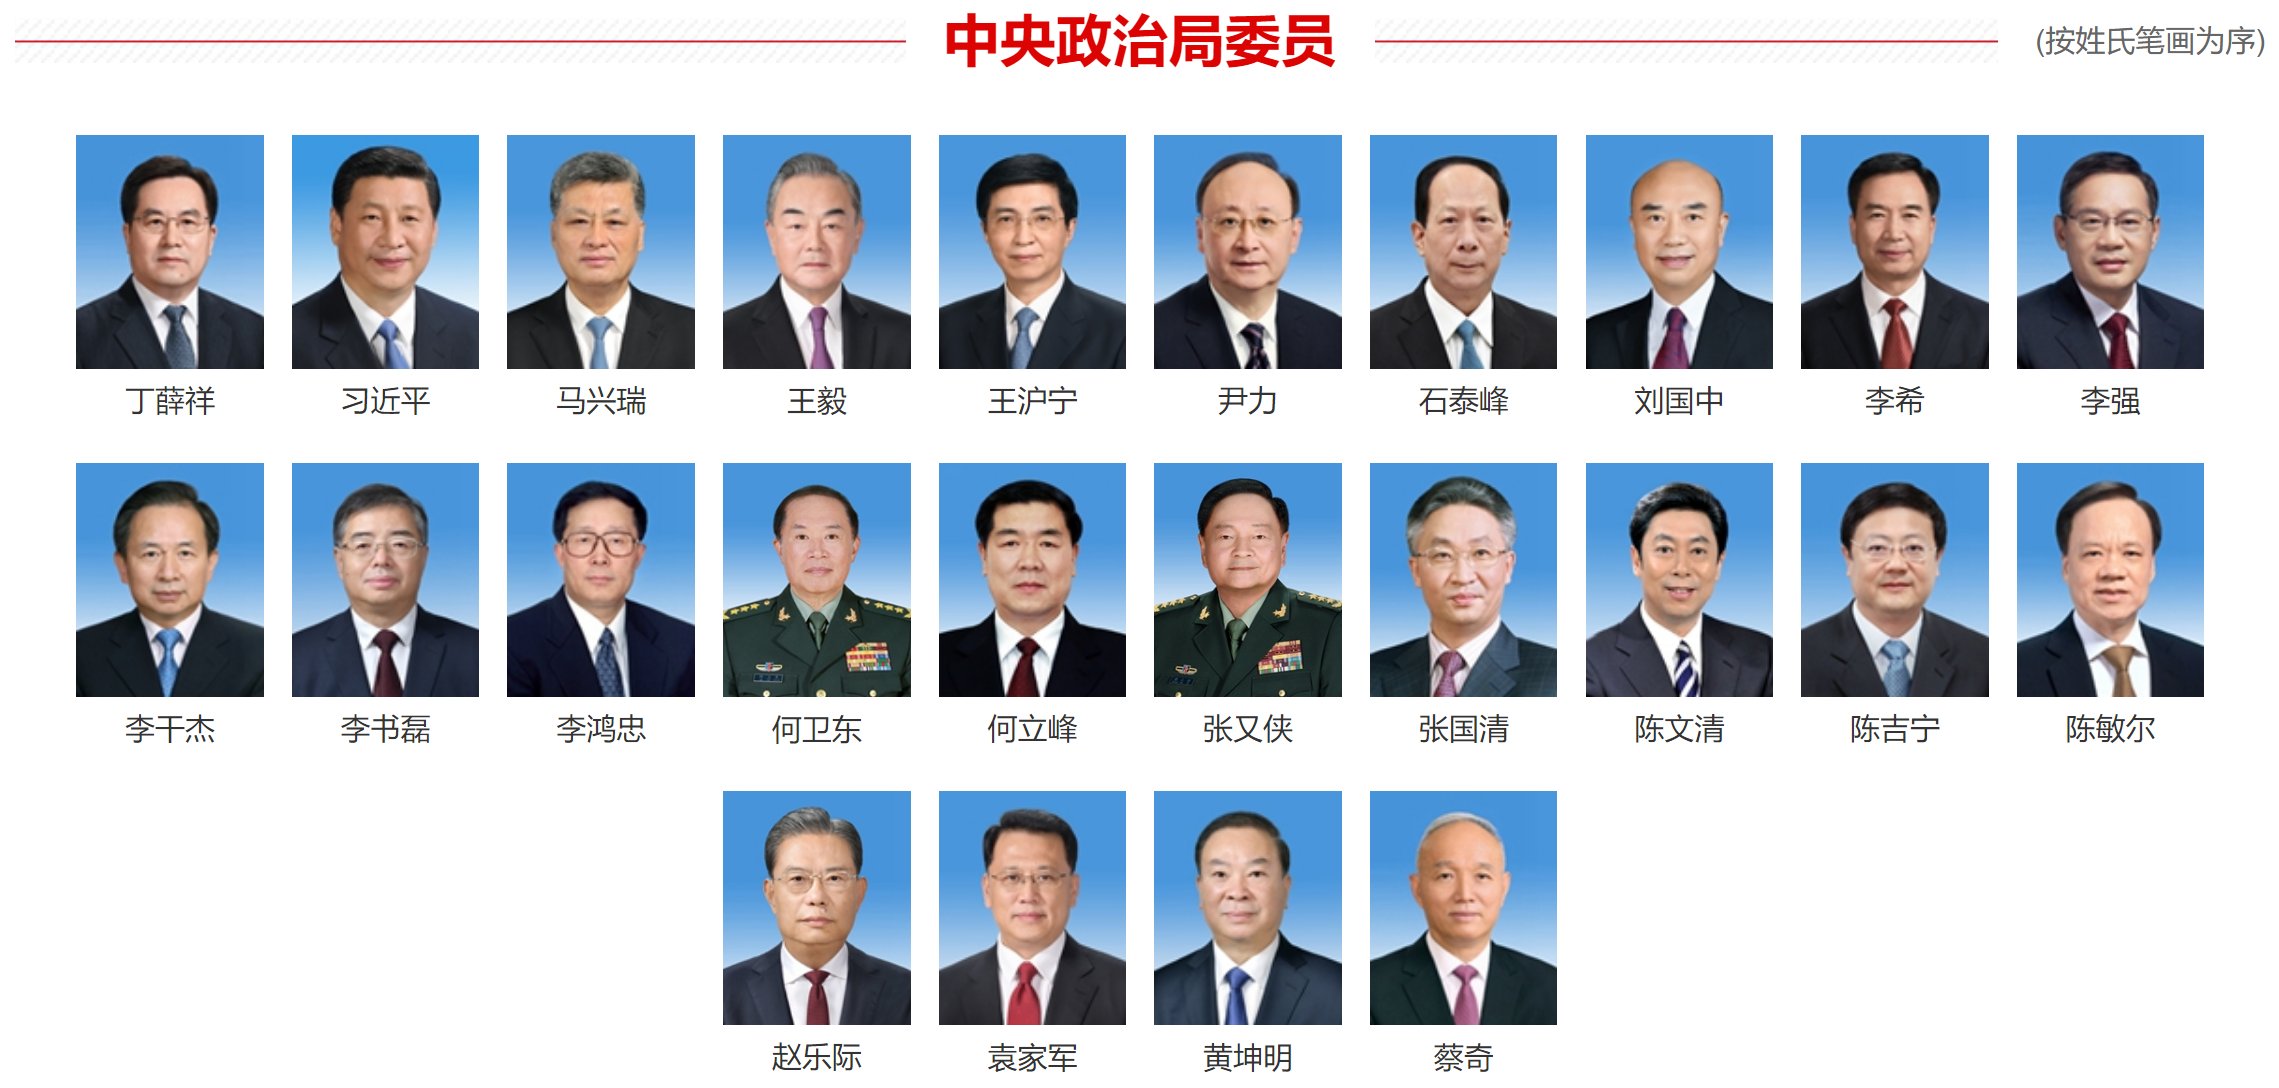 中央政治局委员
(按姓氏笔画为序)
丁薛祥 习近平 马兴瑞 王毅 王沪宁 尹力 石泰峰 刘国中 李希 李强
李干杰 李书磊 李鸿忠 何卫东 何立峰 张又侠 张国清 陈文清 陈吉宁 陈敏尔
赵乐际 袁家军 黄坤明 蔡奇